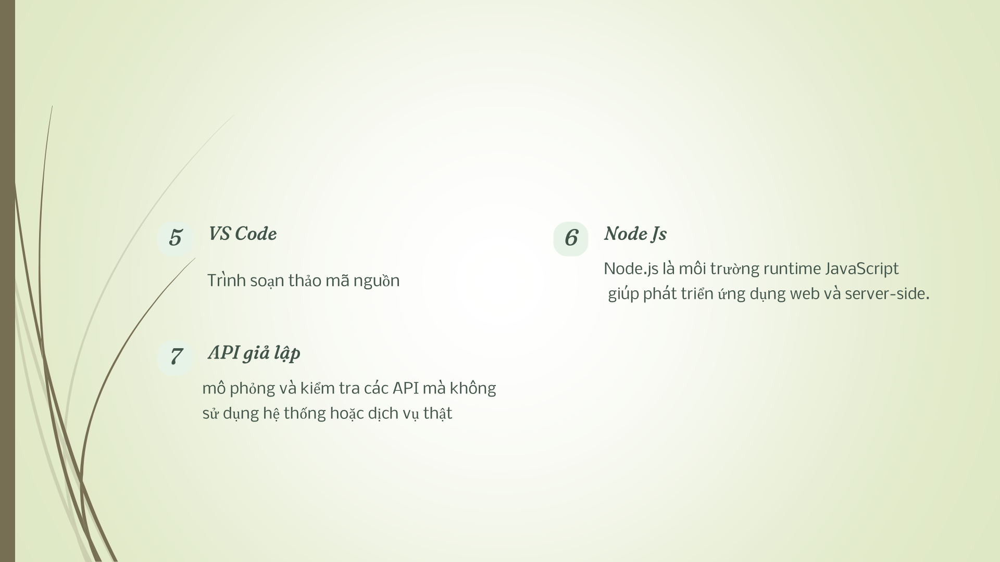 5
VS Code
Trình soạn thảo mã nguồn
6
Node Js
Node.js là môi trường runtime JavaScript
giúp phát triển ứng dụng web và server-side.
7
API giả lập
mô phỏng và kiểm tra các API mà không
sử dụng hệ thống hoặc dịch vụ thật